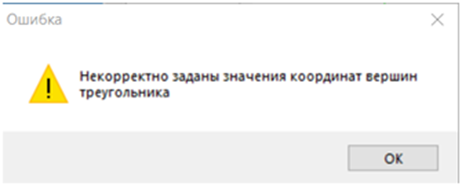 Ошибка
Некорректно заданы значения координат вершин
треугольника
OK